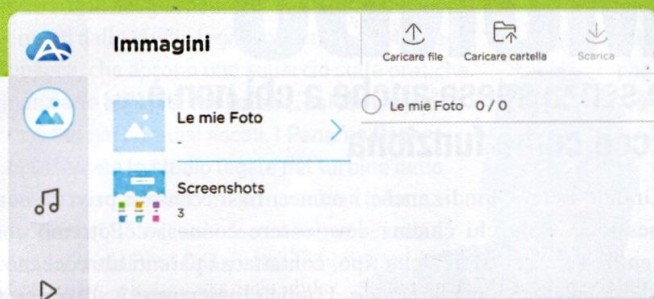 Immagini
Caricare file
Caricare cartella
Scarica
Le mie Foto
-
Le mie Foto 0/0
Screenshots
3